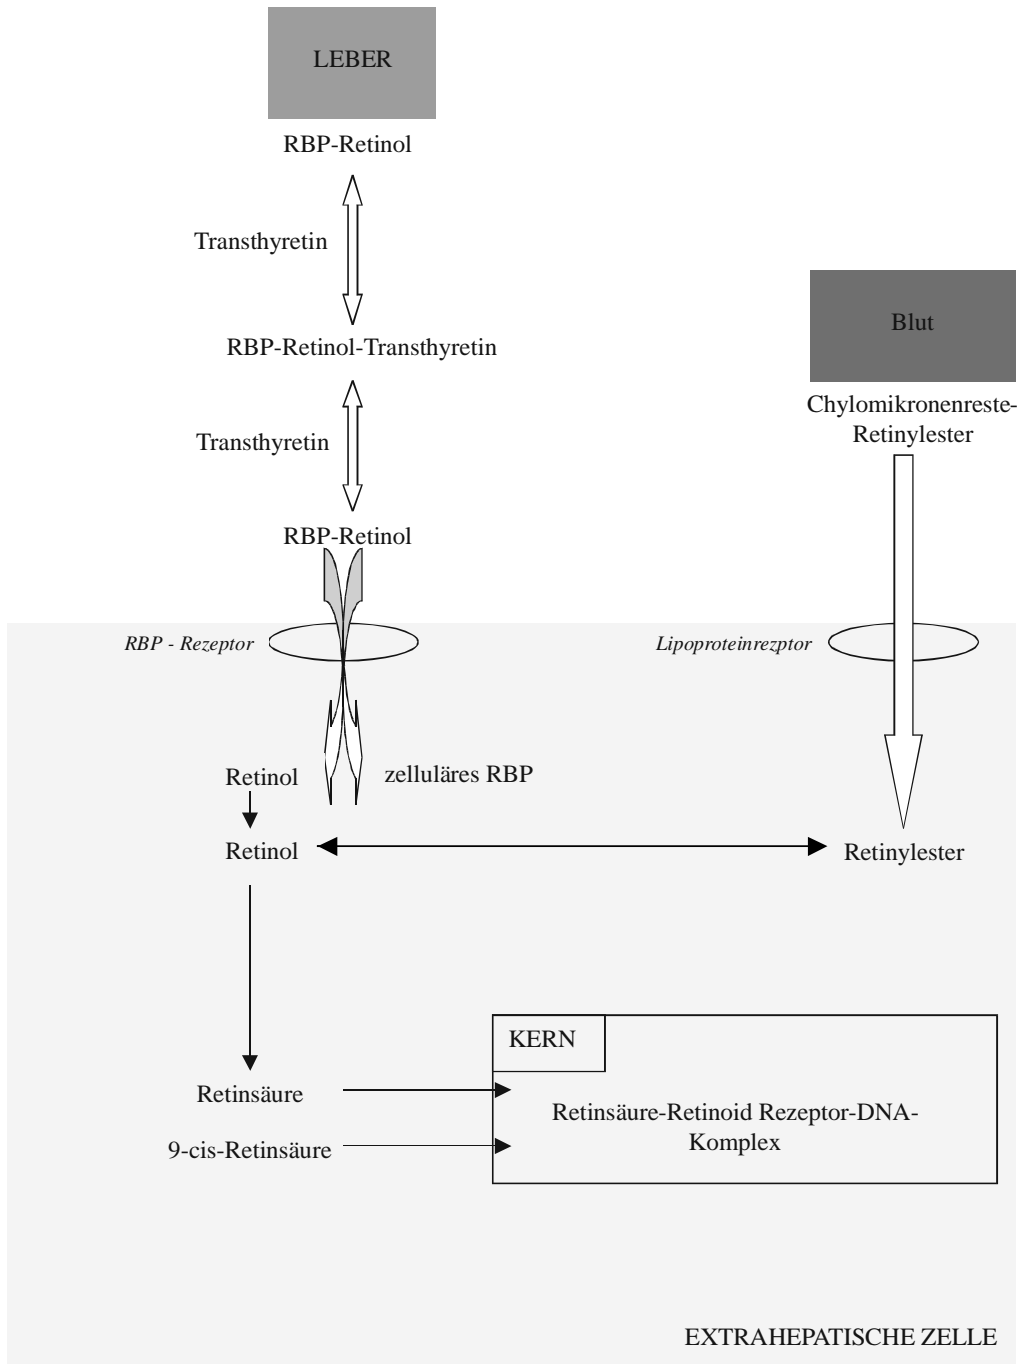 LEBER
RBP-Retinol
Transthyretin
RBP-Retinol-Transthyretin
Transthyretin
RBP-Retinol
Blut
Chylomikronenreste-
Retinylester
RBP - Rezeptor
Lipoproteinrezptor
Retinol
zelluläres RBP
Retinol
Retinylester
KERN
Retinsäure
Retinsäure-Retinoid Rezeptor-DNA-
Komplex
9-cis-Retinsäure
EXTRAHEPATISCHE ZELLE